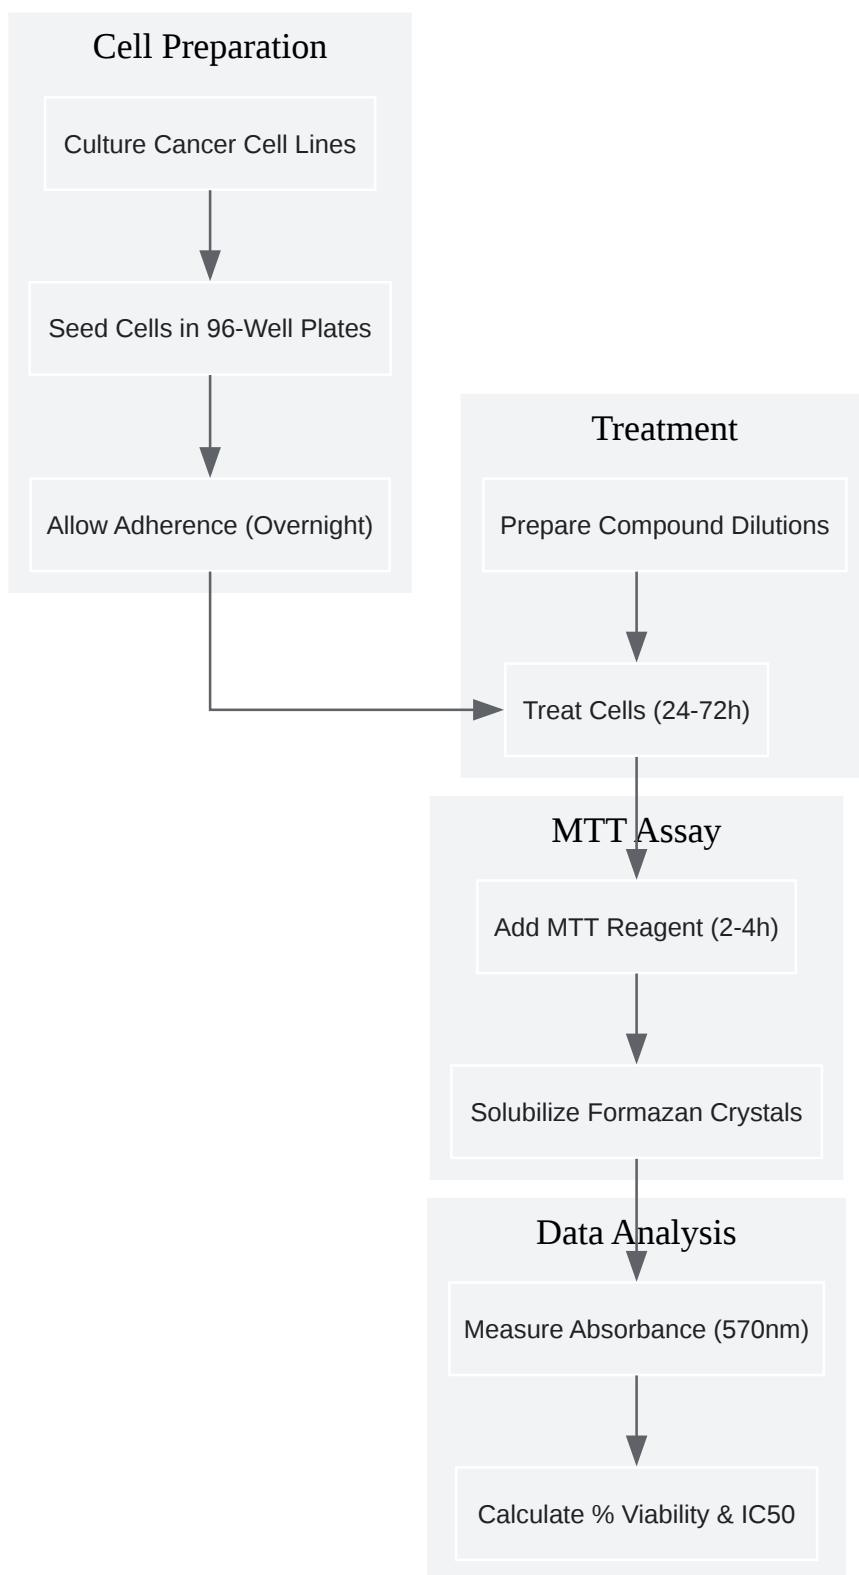 Cell Preparation
Culture Cancer Cell Lines
Seed Cells in 96-Well Plates
Allow Adherence (Overnight)
Treatment
Prepare Compound Dilutions
Treat Cells (24-72h)
MTT Assay
Add MTT Reagent (2-4h)
Solubilize Formazan Crystals
Data Analysis
Measure Absorbance (570nm)
Calculate % Viability & IC50